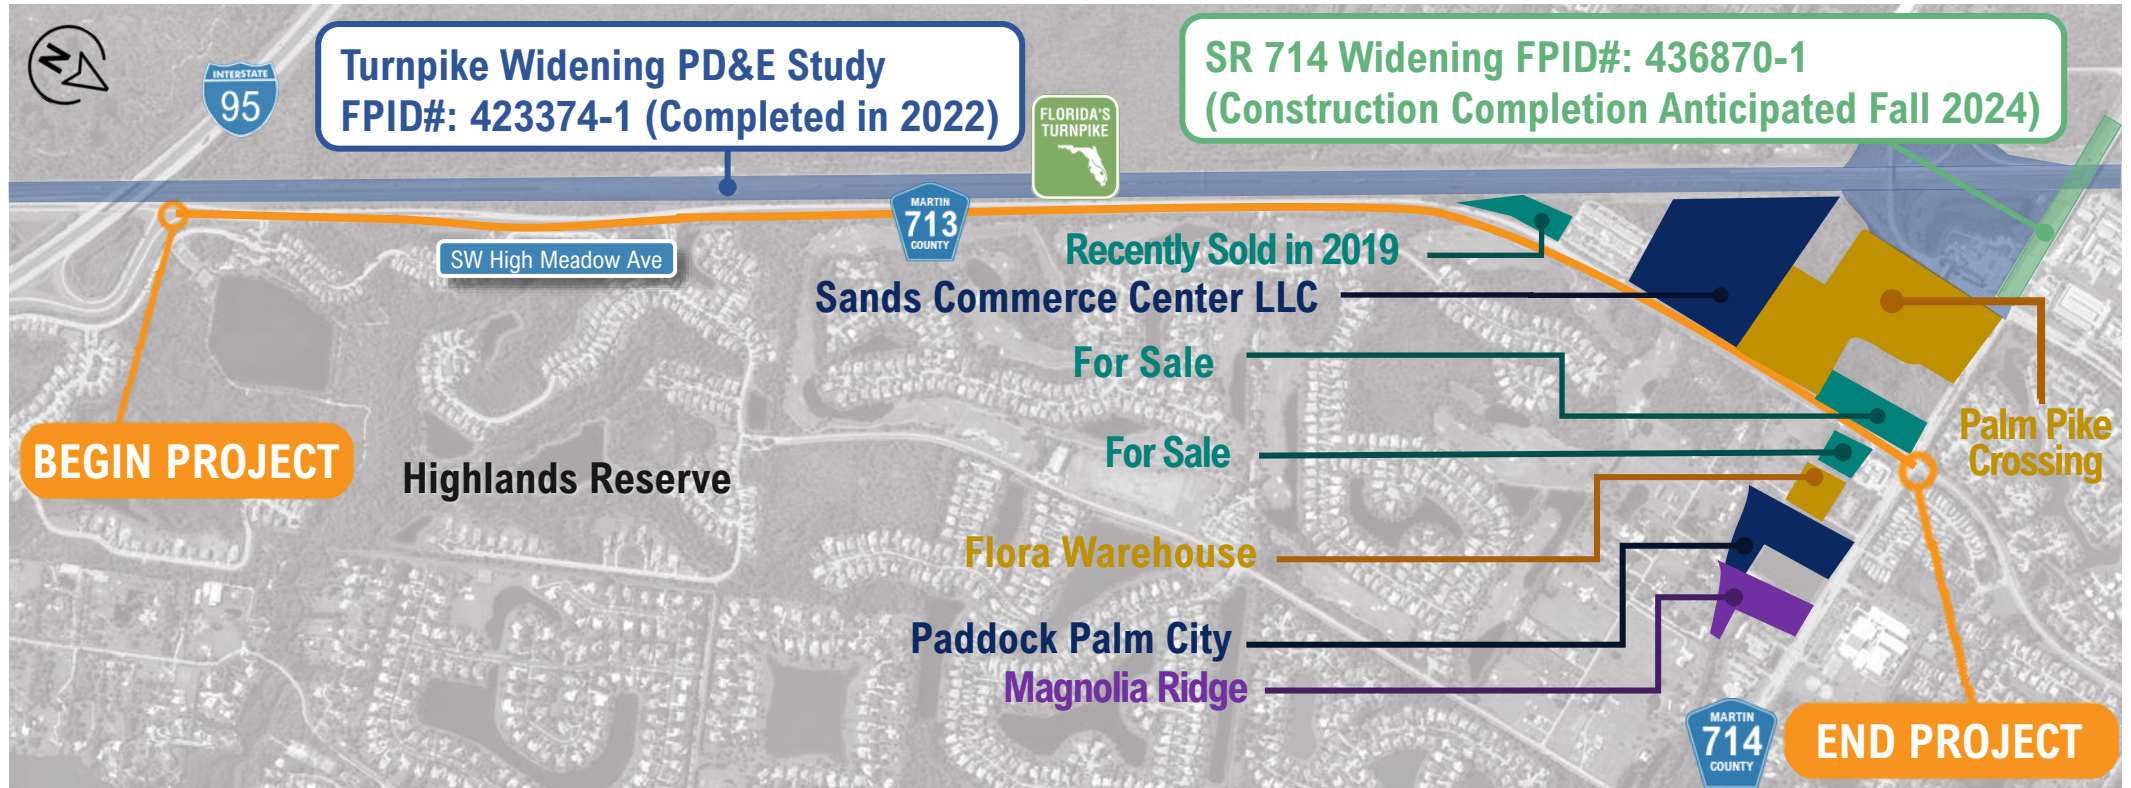 N
INTERSTATE
95
Turnpike Widening PD&E Study
FPID#: 423374-1 (Completed in 2022)
FLORIDA'S
TURNPIKE
SR 714 Widening FPID#: 436870-1
(Construction Completion Anticipated Fall 2024)
MARTIN
713
COUNTY
SW High Meadow Ave
Recently Sold in 2019
Sands Commerce Center LLC
For Sale
For Sale
Palm Pike
Crossing
BEGIN PROJECT
Highlands Reserve
Flora Warehouse
Paddock Palm City
Magnolia Ridge
MARTIN
714
COUNTY
END PROJECT